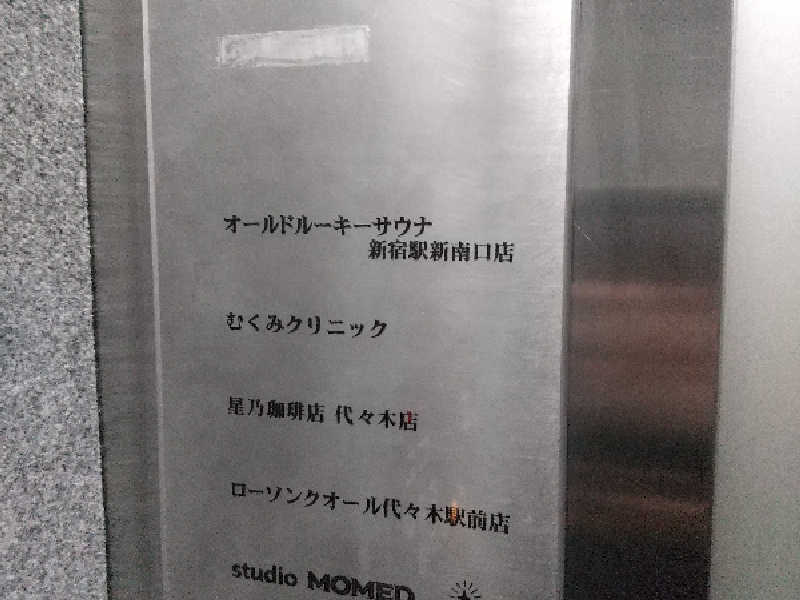 オールドルーキーサウナ
新宿駅新南口店
むくみクリニック
星乃珈琲店 代々木店
ローソンクオール代々木駅前店
studio MOMED